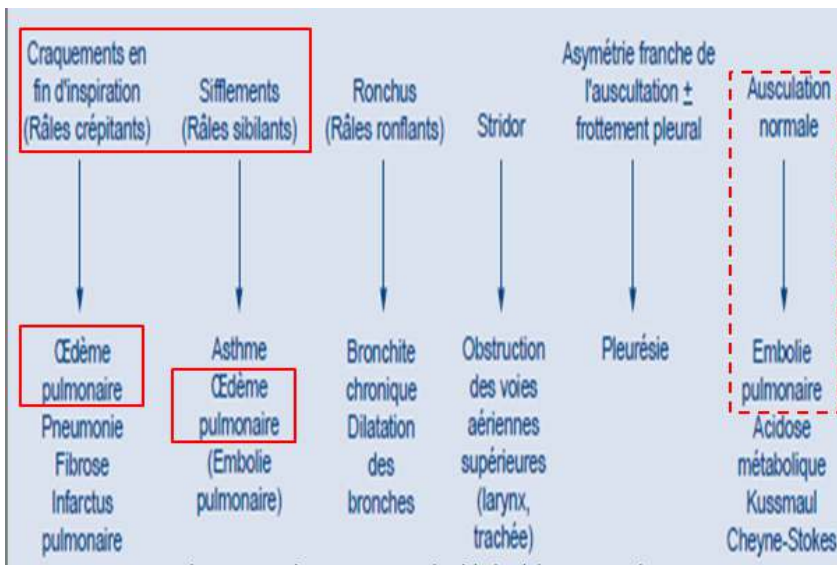 Craquements en
fin d'inspiration
(Râles crépitants)
Sifflements
(Râles sibilants)
Ronchus
(Râles ronflants)
Stridor
Asymétrie franche de
l'auscultation ±
frottement pleural
Ausculation
normale
Œdème
pulmonaire
Pneumonie
Fibrose
Infarctus
pulmonaire
Asthme
Œdème
pulmonaire
(Embolie
pulmonaire)
Bronchite
chronique
Dilatation
des
bronches
Obstruction
des voies
aériennes
supérieures
(larynx,
trachée)
Pleurésie
Embolie
pulmonaire
Acidose
métabolique
Kussmaul
Cheyne-Stokes